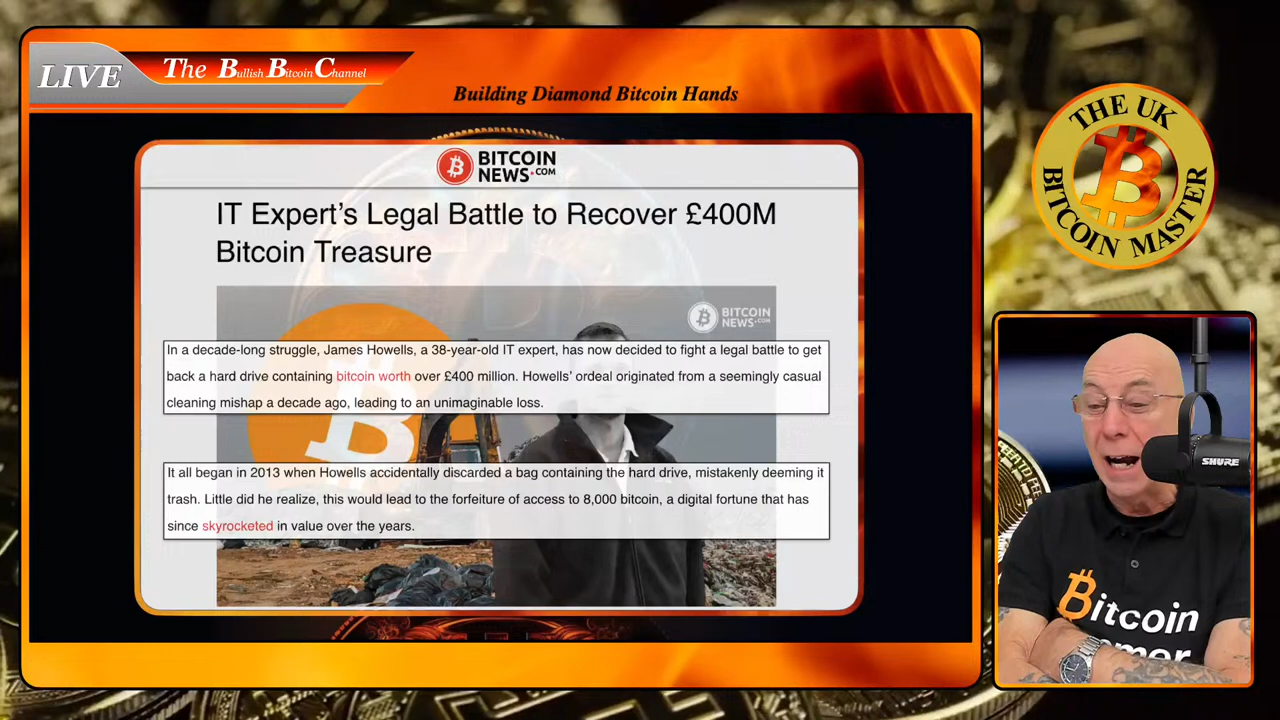 LIVE
The Bullish Bitcoin Channel
Building Diamond Bitcoin Hands
BITCOIN
NEWS.COM
IT Expert's Legal Battle to Recover £400M
Bitcoin Treasure
BITCOIN
NEWS.COM
In a decade-long struggle, James Howells, a 38-year-old IT expert, has now decided to fight a legal battle to get
back a hard drive containing bitcoin worth over £400 million. Howells' ordeal originated from a seemingly casual
cleaning mishap a decade ago, leading to an unimaginable loss.
It all began in 2013 when Howells accidentally discarded a bag containing the hard drive, mistakenly deeming it
trash. Little did he realize, this would lead to the forfeiture of access to 8,000 bitcoin, a digital fortune that has
since skyrocketed in value over the years.
THE UK
BITCOIN MASTER
SHURE
Bitcoin